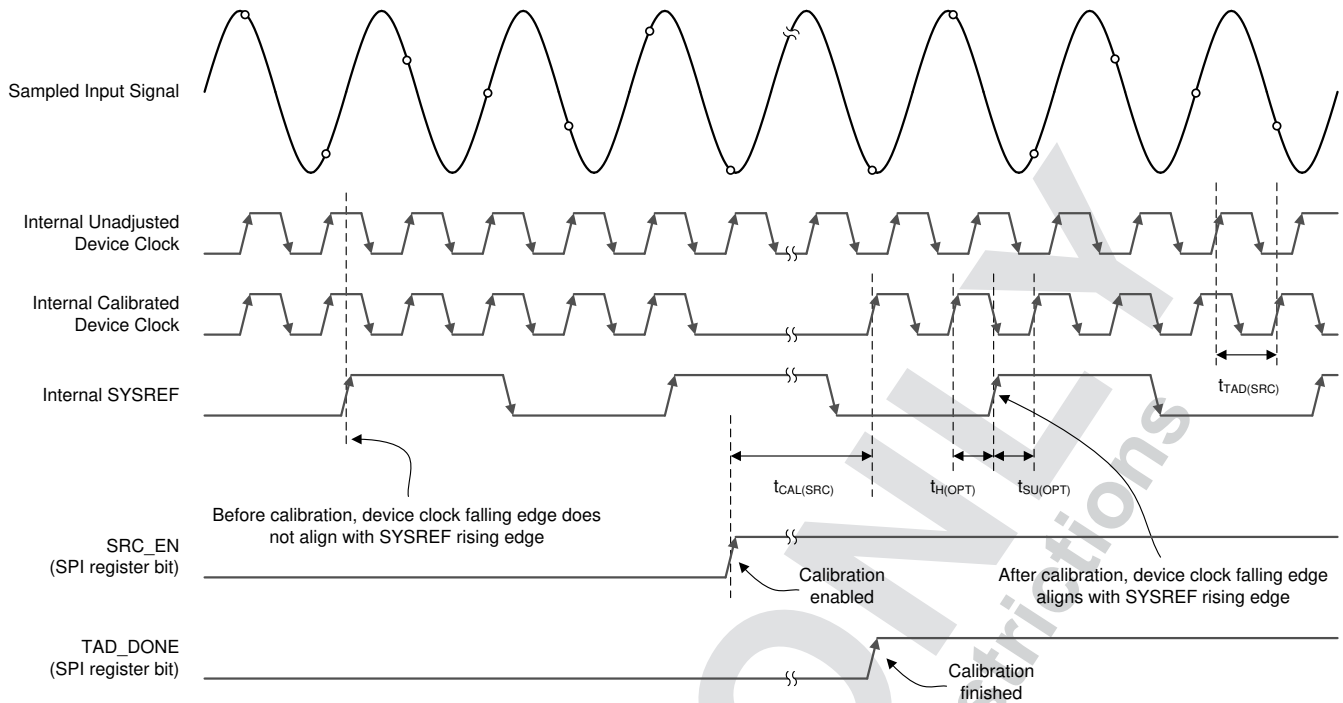 Sampled Input Signal
Internal Unadjusted
Device Clock
Internal Calibrated
Device Clock
Internal SYSREF
tTAD(SRC)
tCAL(SRC)
tH(OPT)
tSU(OPT)
Before calibration, device clock falling edge does
not align with SYSREF rising edge
SRC_EN
(SPI register bit)
Calibration
enabled
After calibration, device clock falling edge
aligns with SYSREF rising edge
TAD_DONE
(SPI register bit)
Calibration
finished
ONLY
strictions